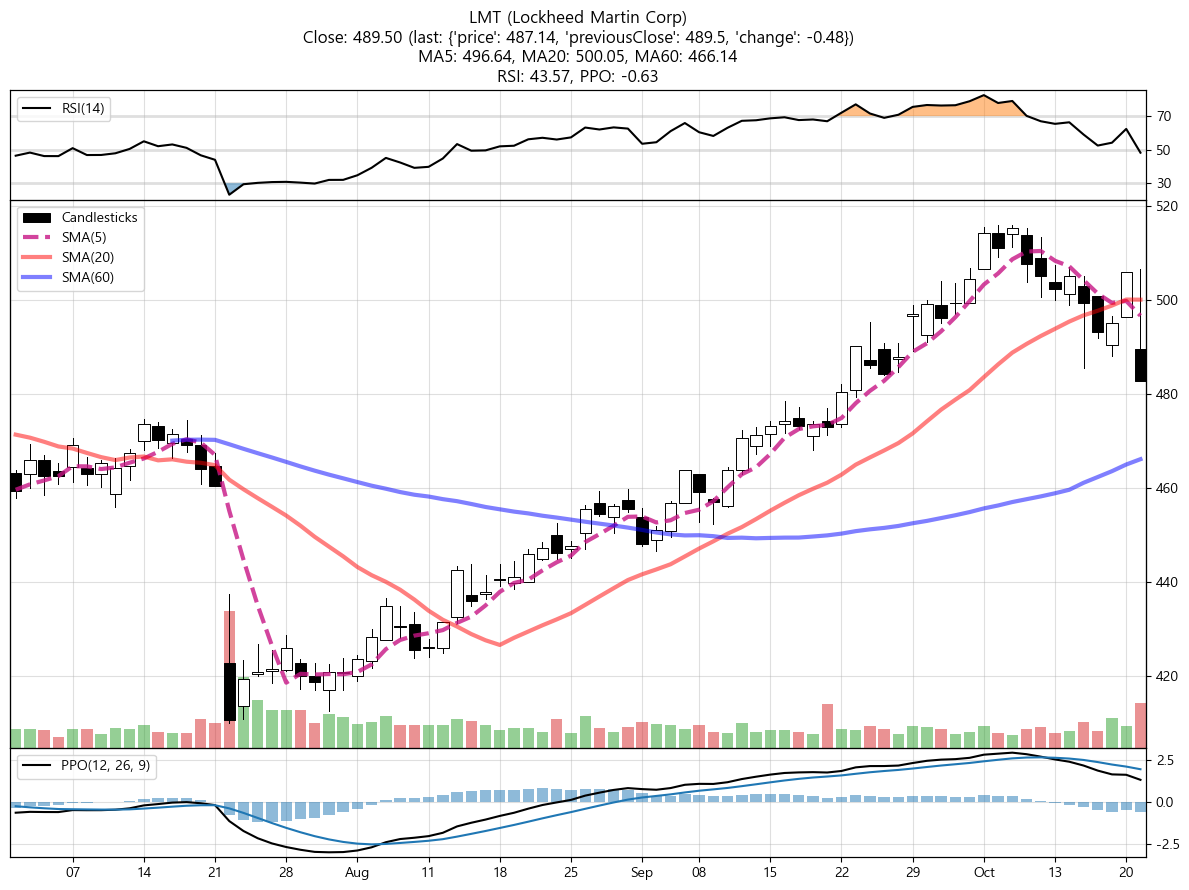 LMT (Lockheed Martin Corp)
Close: 489.50 (last: {'price': 487.14, 'previousClose': 489.5, 'change': -0.48})
MA5: 496.64, MA20: 500.05, MA60: 466.14
RSI: 43.57, PPO: -0.63
RSI(14)
70
50
30
Candlesticks
SMA(5)
SMA(20)
SMA(60)
520
500
480
460
440
420
PPO(12, 26, 9)
2.5
0.0
-2.5
07 14 21 28 Aug 11 18 25 Sep 08 15 22 29 Oct 13 20